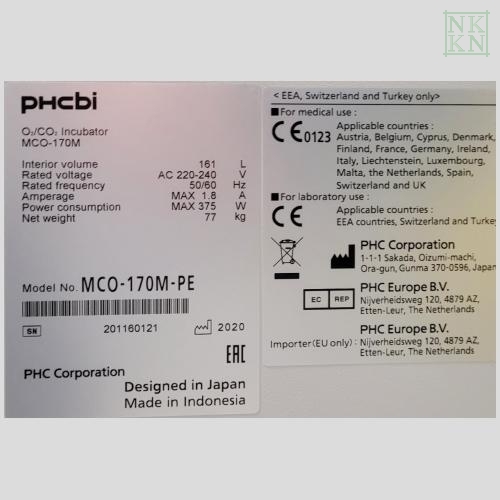 NK
KN
PHCbi
O₂/CO₂ Incubator
MCO-170M
Interior volume 161 L
Rated voltage AC 220-240 V
Rated frequency 50/60 Hz
Amperage MAX 1.8 A
Power consumption MAX 375 W
Net weight 77 kg
Model No. MCO-170M-PE
SN 201160121 2020
EAC
PHC Corporation
Designed in Japan
Made in Indonesia
< EEA, Switzerland and Turkey only>
■For medical use :
CE0123 Applicable countries :
Austria, Belgium, Cyprus, Denmark,
Finland, France, Germany, Ireland,
Italy, Liechtenstein, Luxembourg,
Malta, the Netherlands, Spain,
Switzerland and UK
■For laboratory use :
CE Applicable countries :
EEA countries, Switzerland and Turkey
PHC Corporation
1-1-1 Sakada, Oizumi-machi,
Ora-gun, Gunma 370-0596, Japan
EC REP PHC Europe B.V.
Nijverheidsweg 120, 4879 AZ,
Etten-Leur, The Netherlands
PHC Europe B.V.
Importer(EU only) : Nijverheidsweg 120, 4879 AZ,
Etten-Leur, The Netherlands